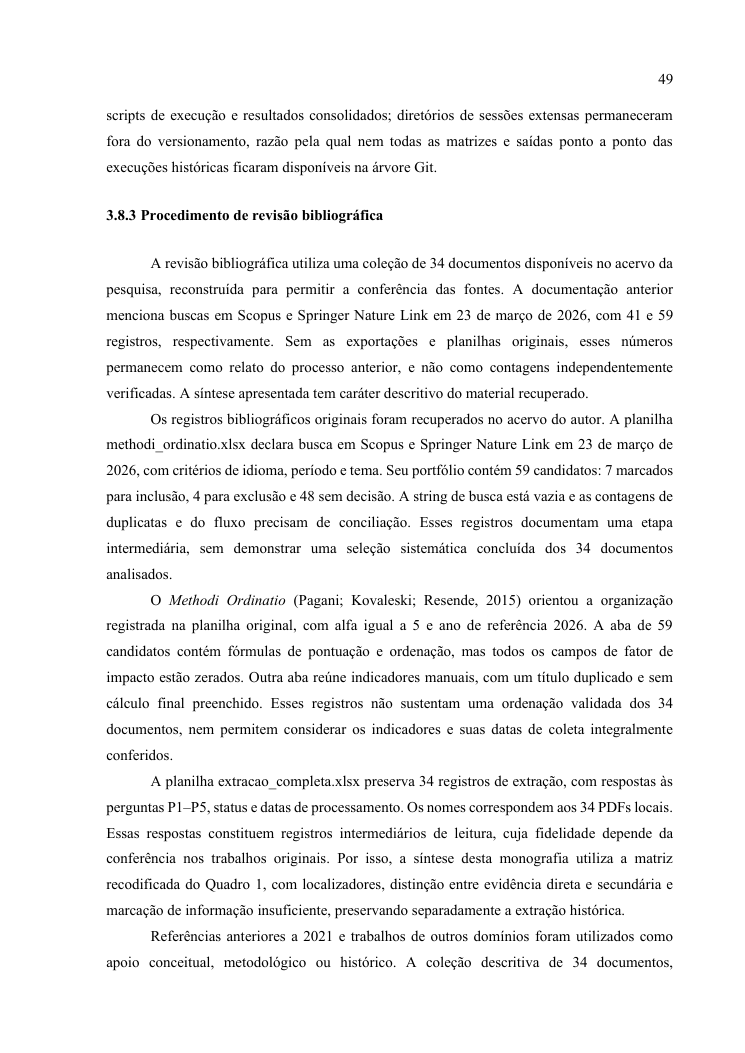 49
scripts de execução e resultados consolidados; diretórios de sessões extensas permaneceram
fora do versionamento, razão pela qual nem todas as matrizes e saídas ponto a ponto das
execuções históricas ficaram disponíveis na árvore Git.
3.8.3 Procedimento de revisão bibliográfica
A revisão bibliográfica utiliza uma coleção de 34 documentos disponíveis no acervo da
pesquisa, reconstruída para permitir a conferência das fontes. A documentação anterior
menciona buscas em Scopus e Springer Nature Link em 23 de março de 2026, com 41 e 59
registros, respectivamente. Sem as exportações e planilhas originais, esses números
permanecem como relato do processo anterior, e não como contagens independentemente
verificadas. A síntese apresentada tem caráter descritivo do material recuperado.
Os registros bibliográficos originais foram recuperados no acervo do autor. A planilha
methodi_ordinatio.xlsx declara busca em Scopus e Springer Nature Link em 23 de março de
2026, com critérios de idioma, período e tema. Seu portfólio contém 59 candidatos: 7 marcados
para inclusão, 4 para exclusão e 48 sem decisão. A string de busca está vazia e as contagens de
duplicatas e do fluxo precisam de conciliação. Esses registros documentam uma etapa
intermediária, sem demonstrar uma seleção sistemática concluída dos 34 documentos
analisados.
O Methodi Ordinatio (Pagani; Kovaleski; Resende, 2015) orientou a organização
registrada na planilha original, com alfa igual a 5 e ano de referência 2026. A aba de 59
candidatos contém fórmulas de pontuação e ordenação, mas todos os campos de fator de
impacto estão zerados. Outra aba reúne indicadores manuais, com um título duplicado e sem
cálculo final preenchido. Esses registros não sustentam uma ordenação validada dos 34
documentos, nem permitem considerar os indicadores e suas datas de coleta integralmente
conferidos.
A planilha extracao_completa.xlsx preserva 34 registros de extração, com respostas às
perguntas P1–P5, status e datas de processamento. Os nomes correspondem aos 34 PDFs locais.
Essas respostas constituem registros intermediários de leitura, cuja fidelidade depende da
conferência nos trabalhos originais. Por isso, a síntese desta monografia utiliza a matriz
recodificada do Quadro 1, com localizadores, distinção entre evidência direta e secundária e
marcação de informação insuficiente, preservando separadamente a extração histórica.
Referências anteriores a 2021 e trabalhos de outros domínios foram utilizados como
apoio conceitual, metodológico ou histórico. A coleção descritiva de 34 documentos,